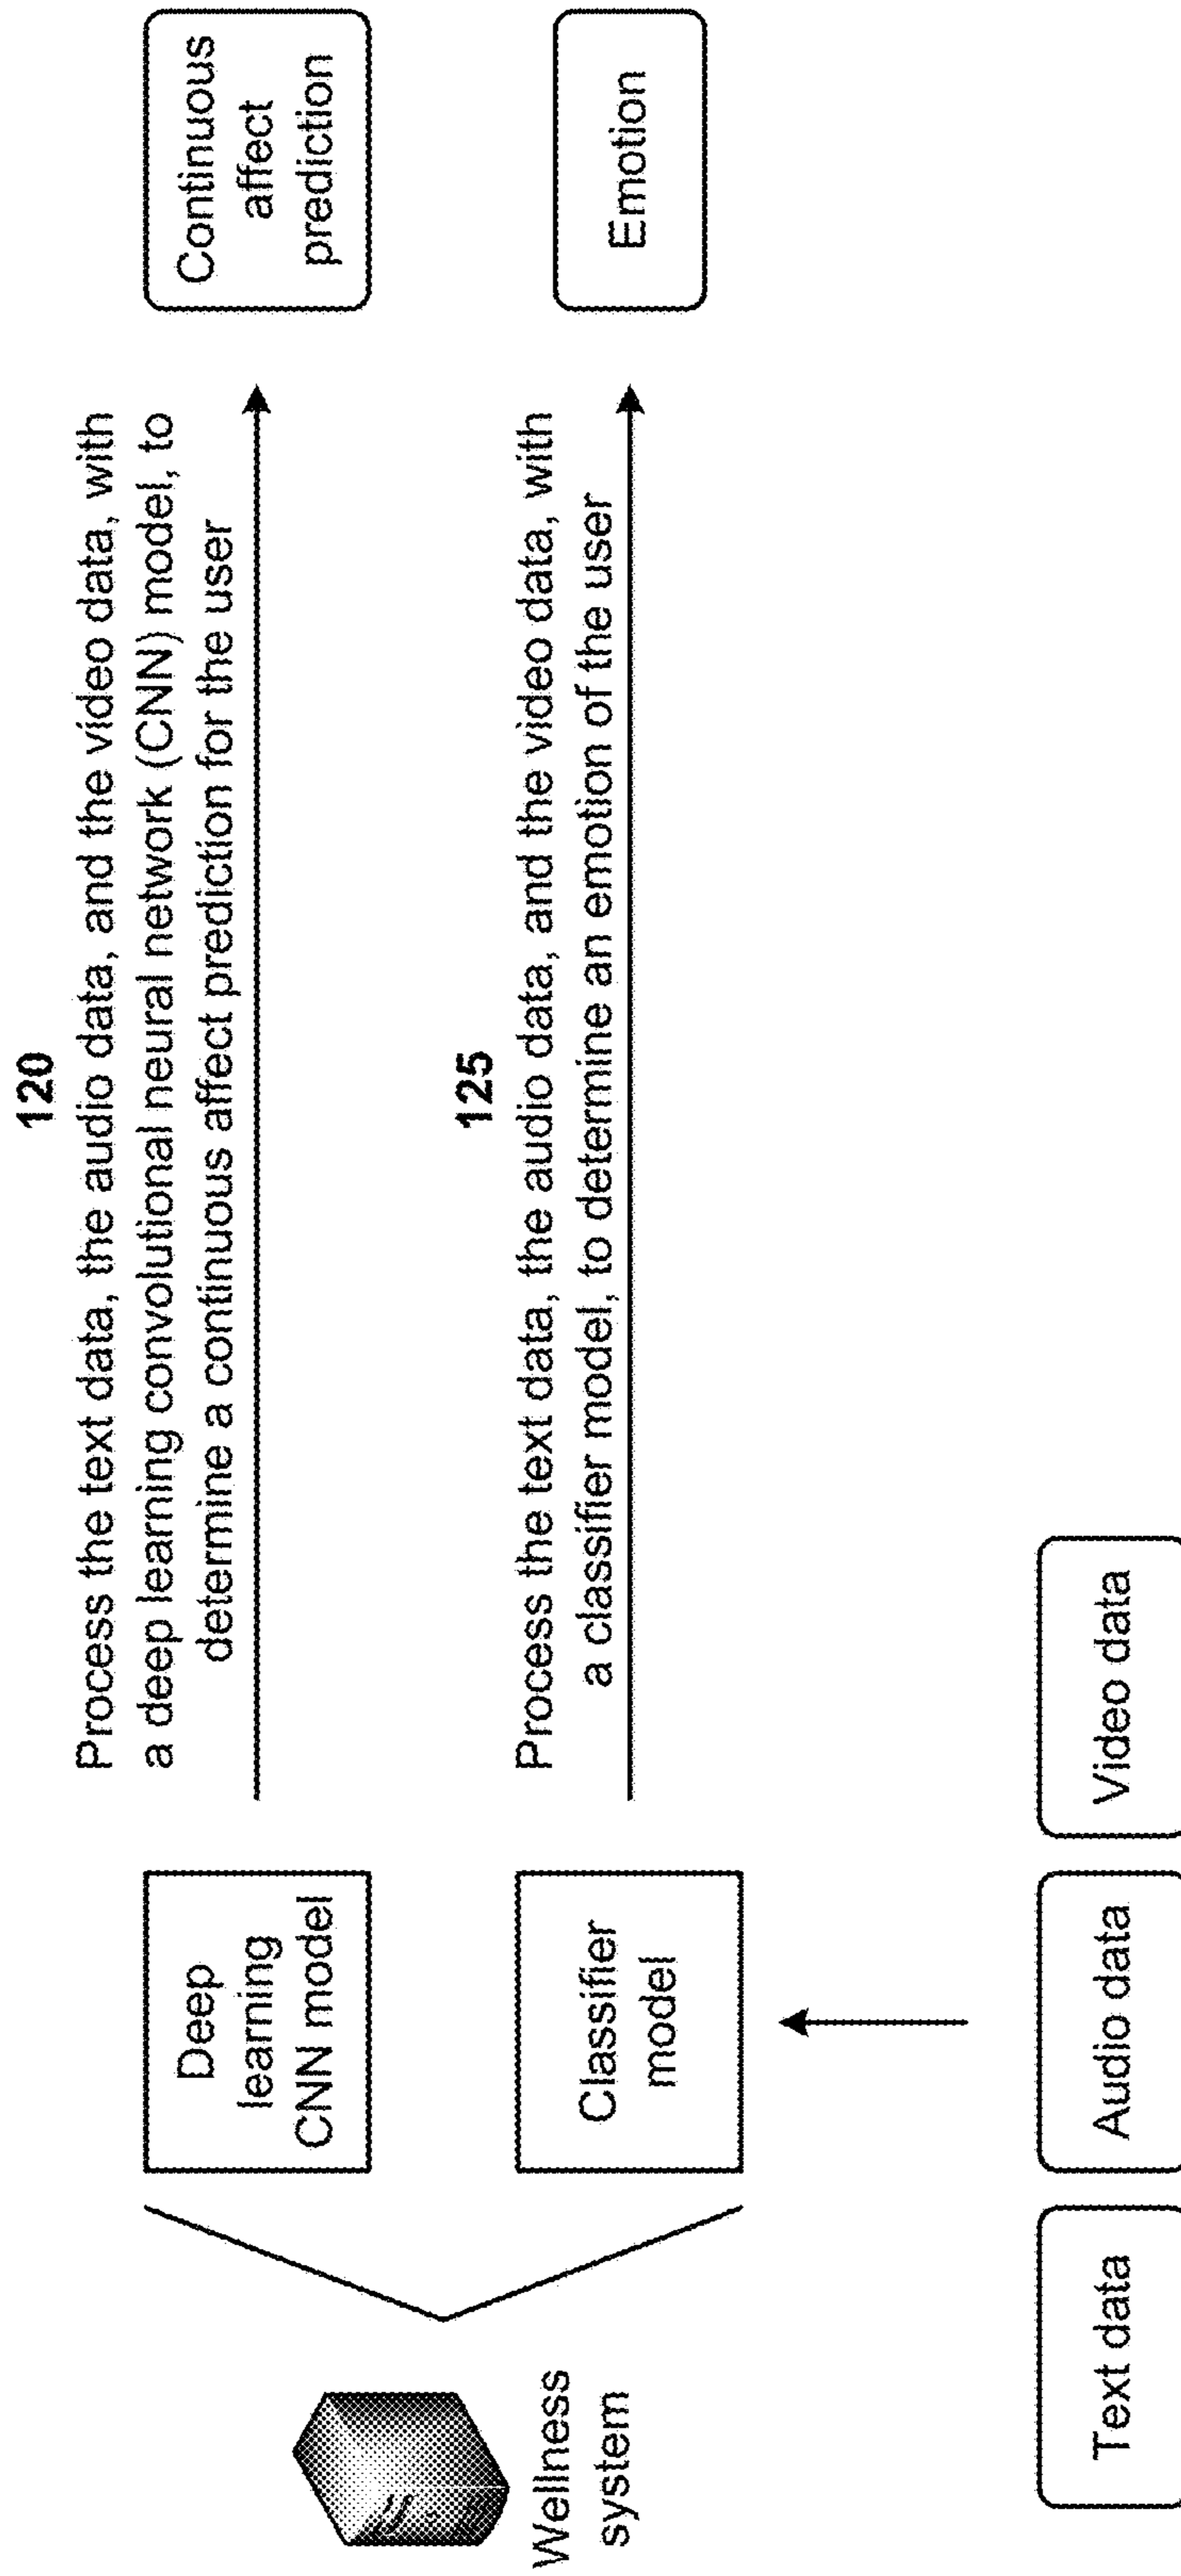 120
Process the text data, the audio data, and the video data, with
a deep learning convolutional neural network (CNN) model, to
determine a continuous affect prediction for the user
Deep
learning
CNN model
Continuous
affect
prediction
125
Process the text data, the audio data, and the video data, with
a classifier model, to determine an emotion of the user
Classifier
model
Emotion
Wellness
system
Text data
Audio data
Video data